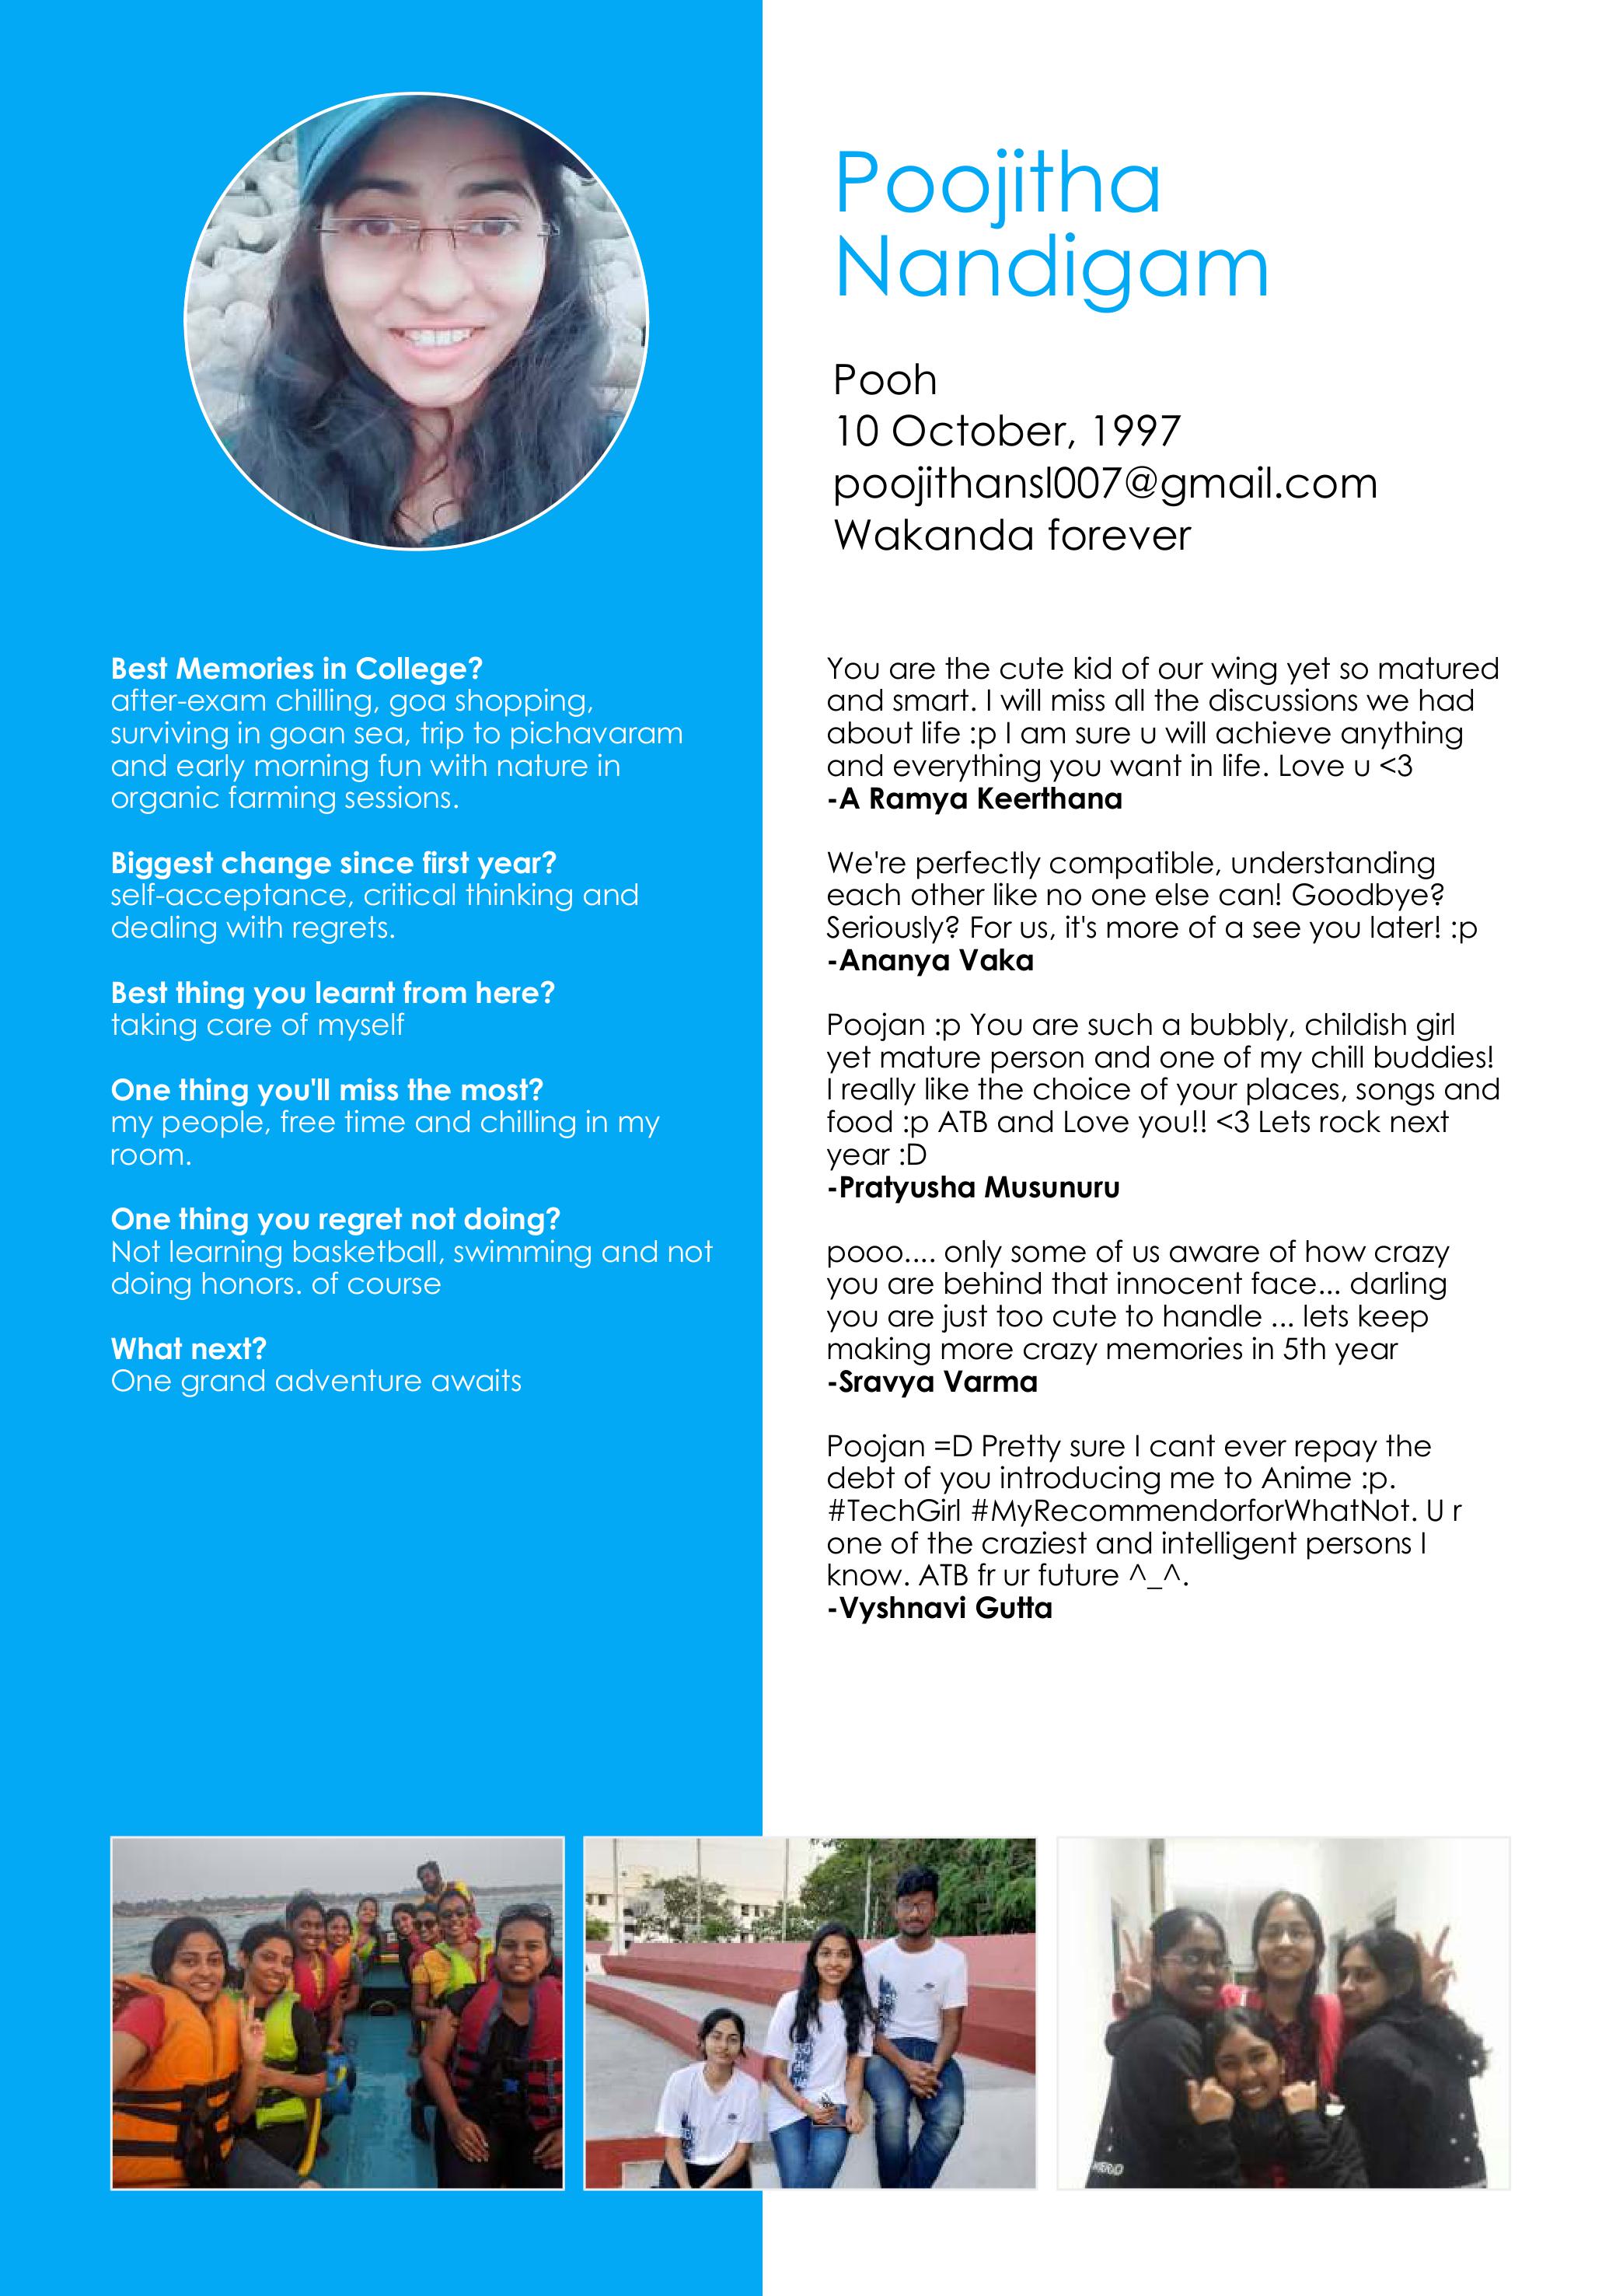 Poojitha
Nandigam
Pooh
10 October, 1997
poojithansl007@gmail.com
Wakanda forever
Best Memories in College?
after-exam chilling, goa shopping,
surviving in goan sea, trip to pichavaram
and early morning fun with nature in
organic farming sessions.
Biggest change since first year?
self-acceptance, critical thinking and
dealing with regrets.
Best thing you learnt from here?
taking care of myself
One thing you'll miss the most?
my people, free time and chilling in my
room.
One thing you regret not doing?
Not learning basketball, swimming and not
doing honors. of course
What next?
One grand adventure awaits
You are the cute kid of our wing yet so matured
and smart. I will miss all the discussions we had
about life :p I am sure u will achieve anything
and everything you want in life. Love u <3
-A Ramya Keerthana
We're perfectly compatible, understanding
each other like no one else can! Goodbye?
Seriously? For us, it's more of a see you later! :p
-Ananya Vaka
Poojan :p You are such a bubbly, childish girl
yet mature person and one of my chill buddies!
I really like the choice of your places, songs and
food :p ATB and Love you!! <3 Lets rock next
year :D
-Pratyusha Musunuru
pooo.... only some of us aware of how crazy
you are behind that innocent face... darling
you are just too cute to handle ... lets keep
making more crazy memories in 5th year
-Sravya Varma
Poojan =D Pretty sure I cant ever repay the
debt of you introducing me to Anime :p.
#TechGirl #MyRecommendorforWhatNot. U r
one of the craziest and intelligent persons I
know. ATB fr ur future ^_^.
-Vyshnavi Gutta